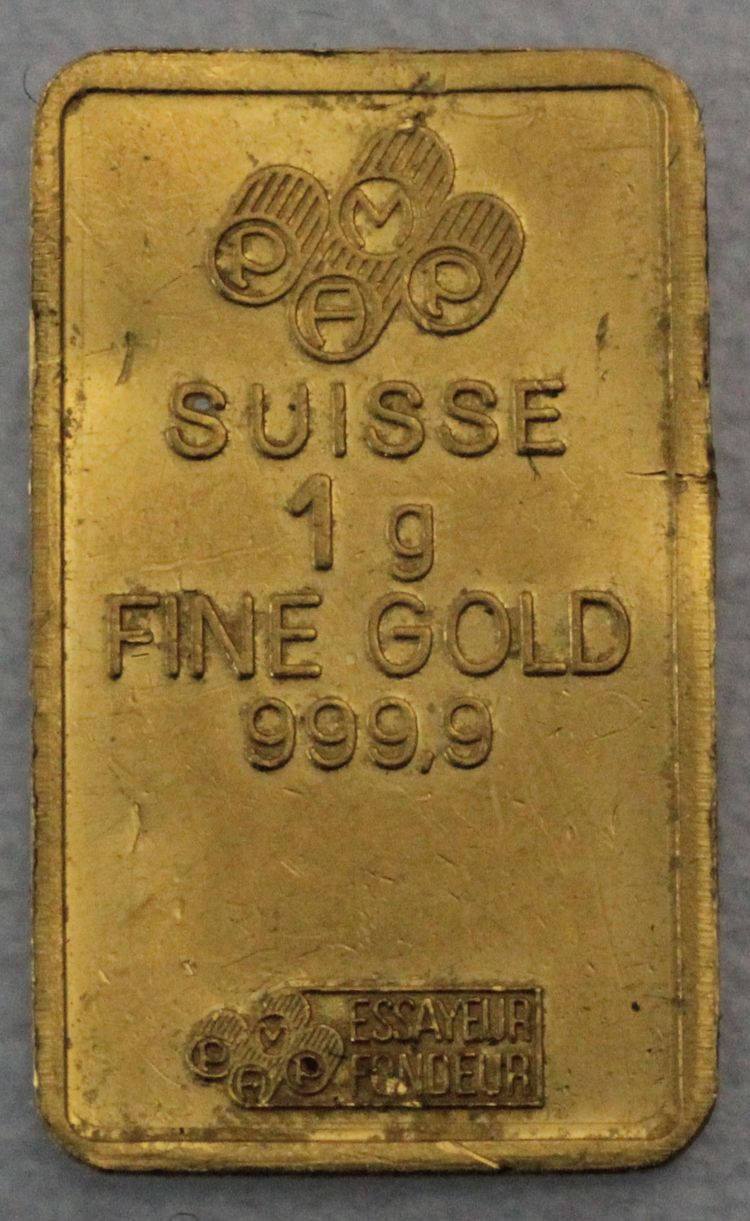 PAMP
SUISSE
1 g
FINE GOLD
999,9
PAMP ESSAYEUR
FONDEUR